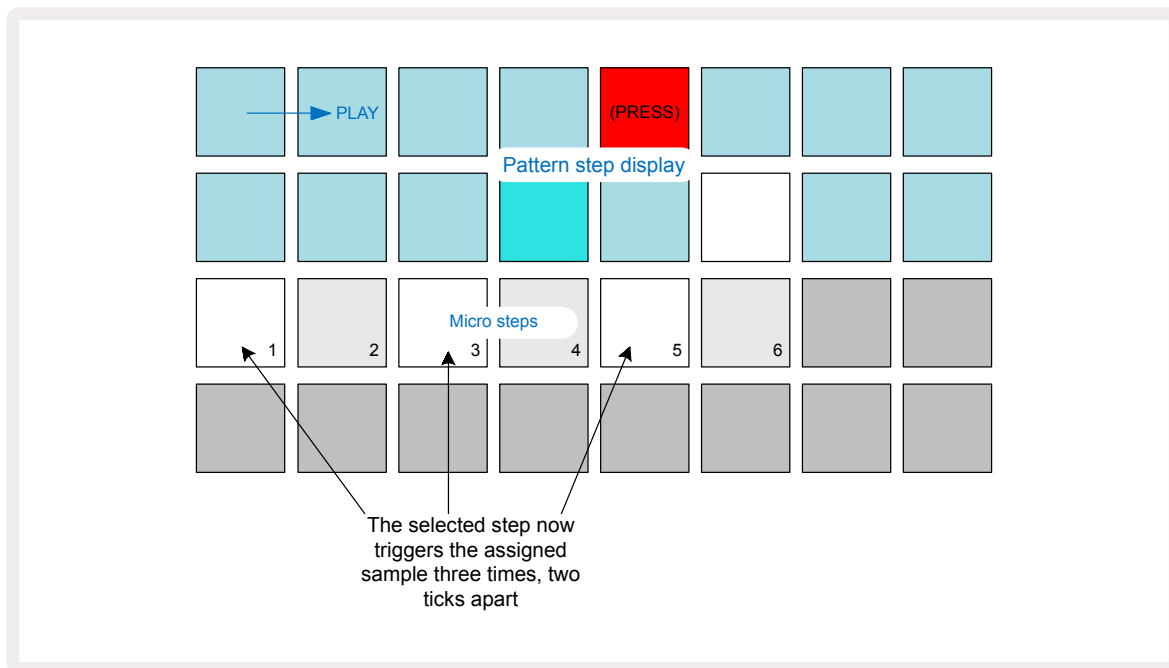 PLAY
(PRESS)
Pattern step display
Micro steps
1
2
3
4
5
6
The selected step now
triggers the assigned
sample three times, two
ticks apart